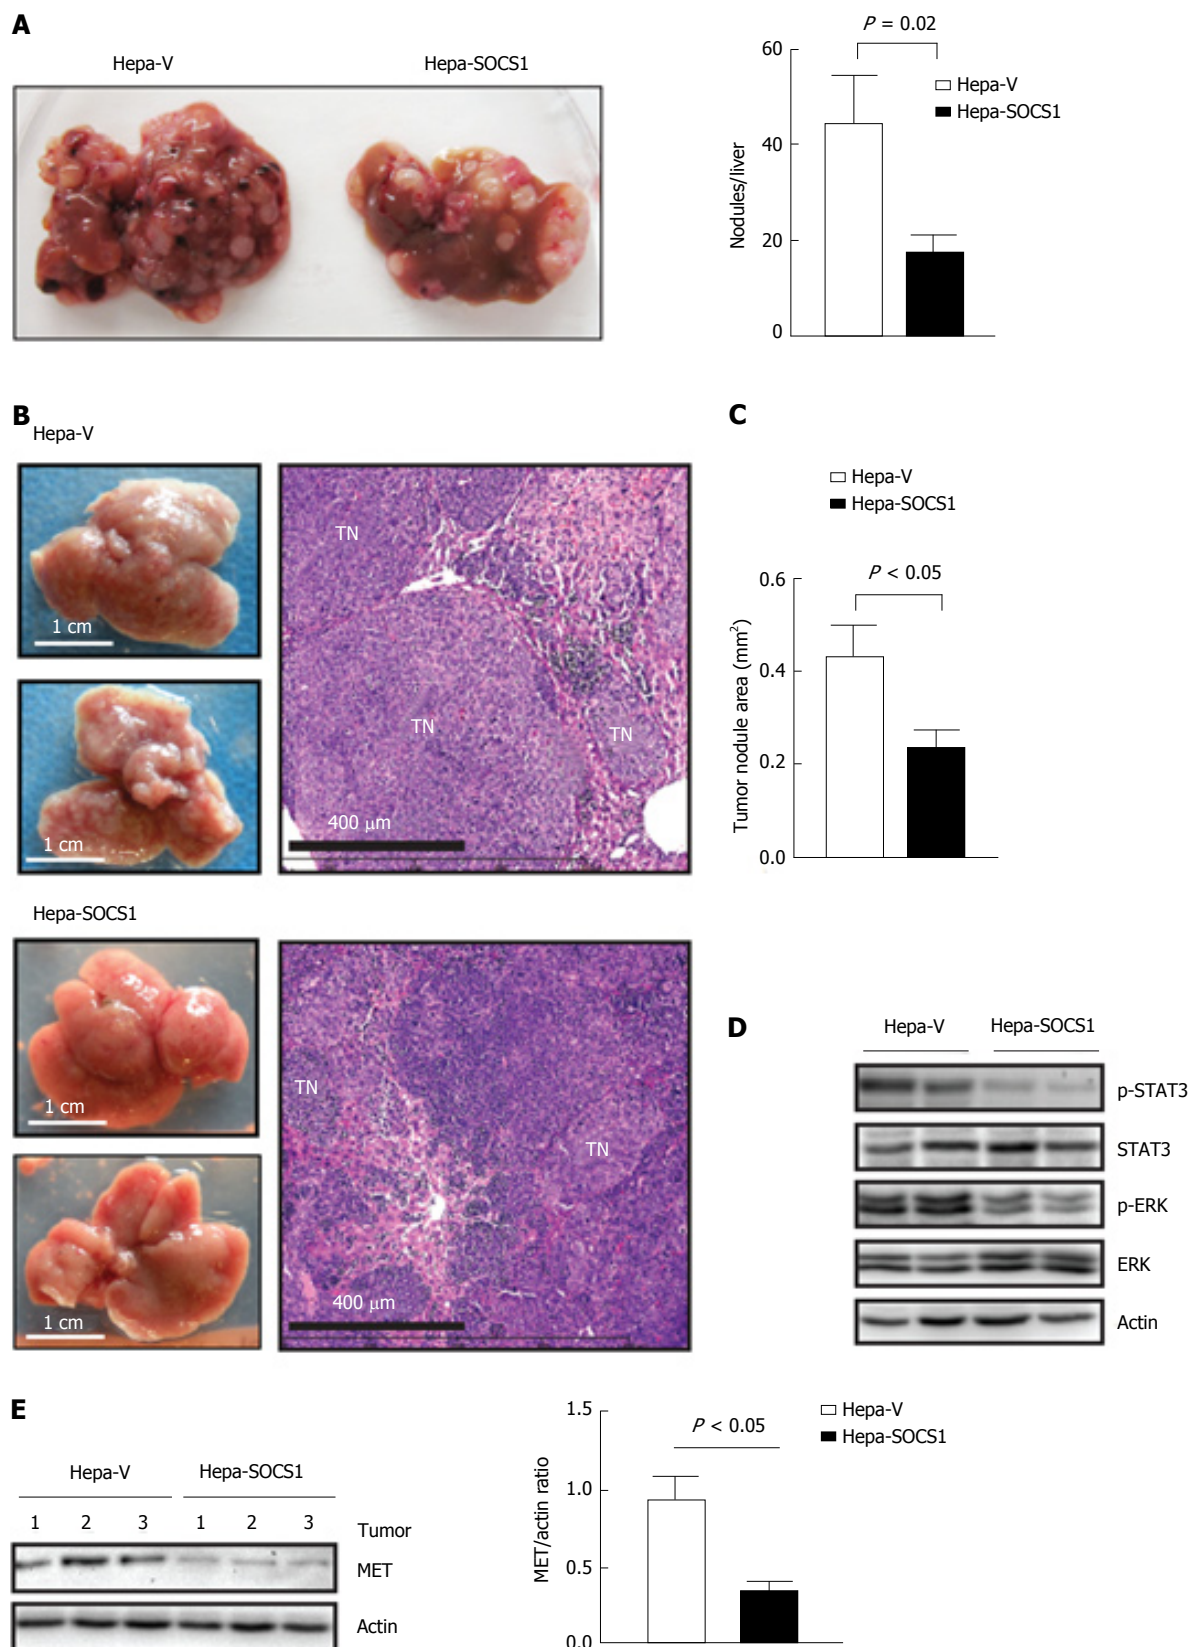 A
Hepa-V Hepa-SOCS1
P = 0.02
60
40
20
0
Nodules/liver
Hepa-V
Hepa-SOCS1
B
Hepa-V
1 cm
1 cm
TN
TN
TN
400 μm
Hepa-SOCS1
1 cm
1 cm
TN
TN
400 μm
C
Hepa-V
Hepa-SOCS1
P < 0.05
0.6
0.4
0.2
0.0
Tumor nodule area (mm²)
D
Hepa-V Hepa-SOCS1
p-STAT3
STAT3
p-ERK
ERK
Actin
E
Hepa-V Hepa-SOCS1
1 2 3 1 2 3 Tumor
MET
Actin
1.5
1.0
0.5
0.0
MET/actin ratio
P < 0.05
Hepa-V
Hepa-SOCS1